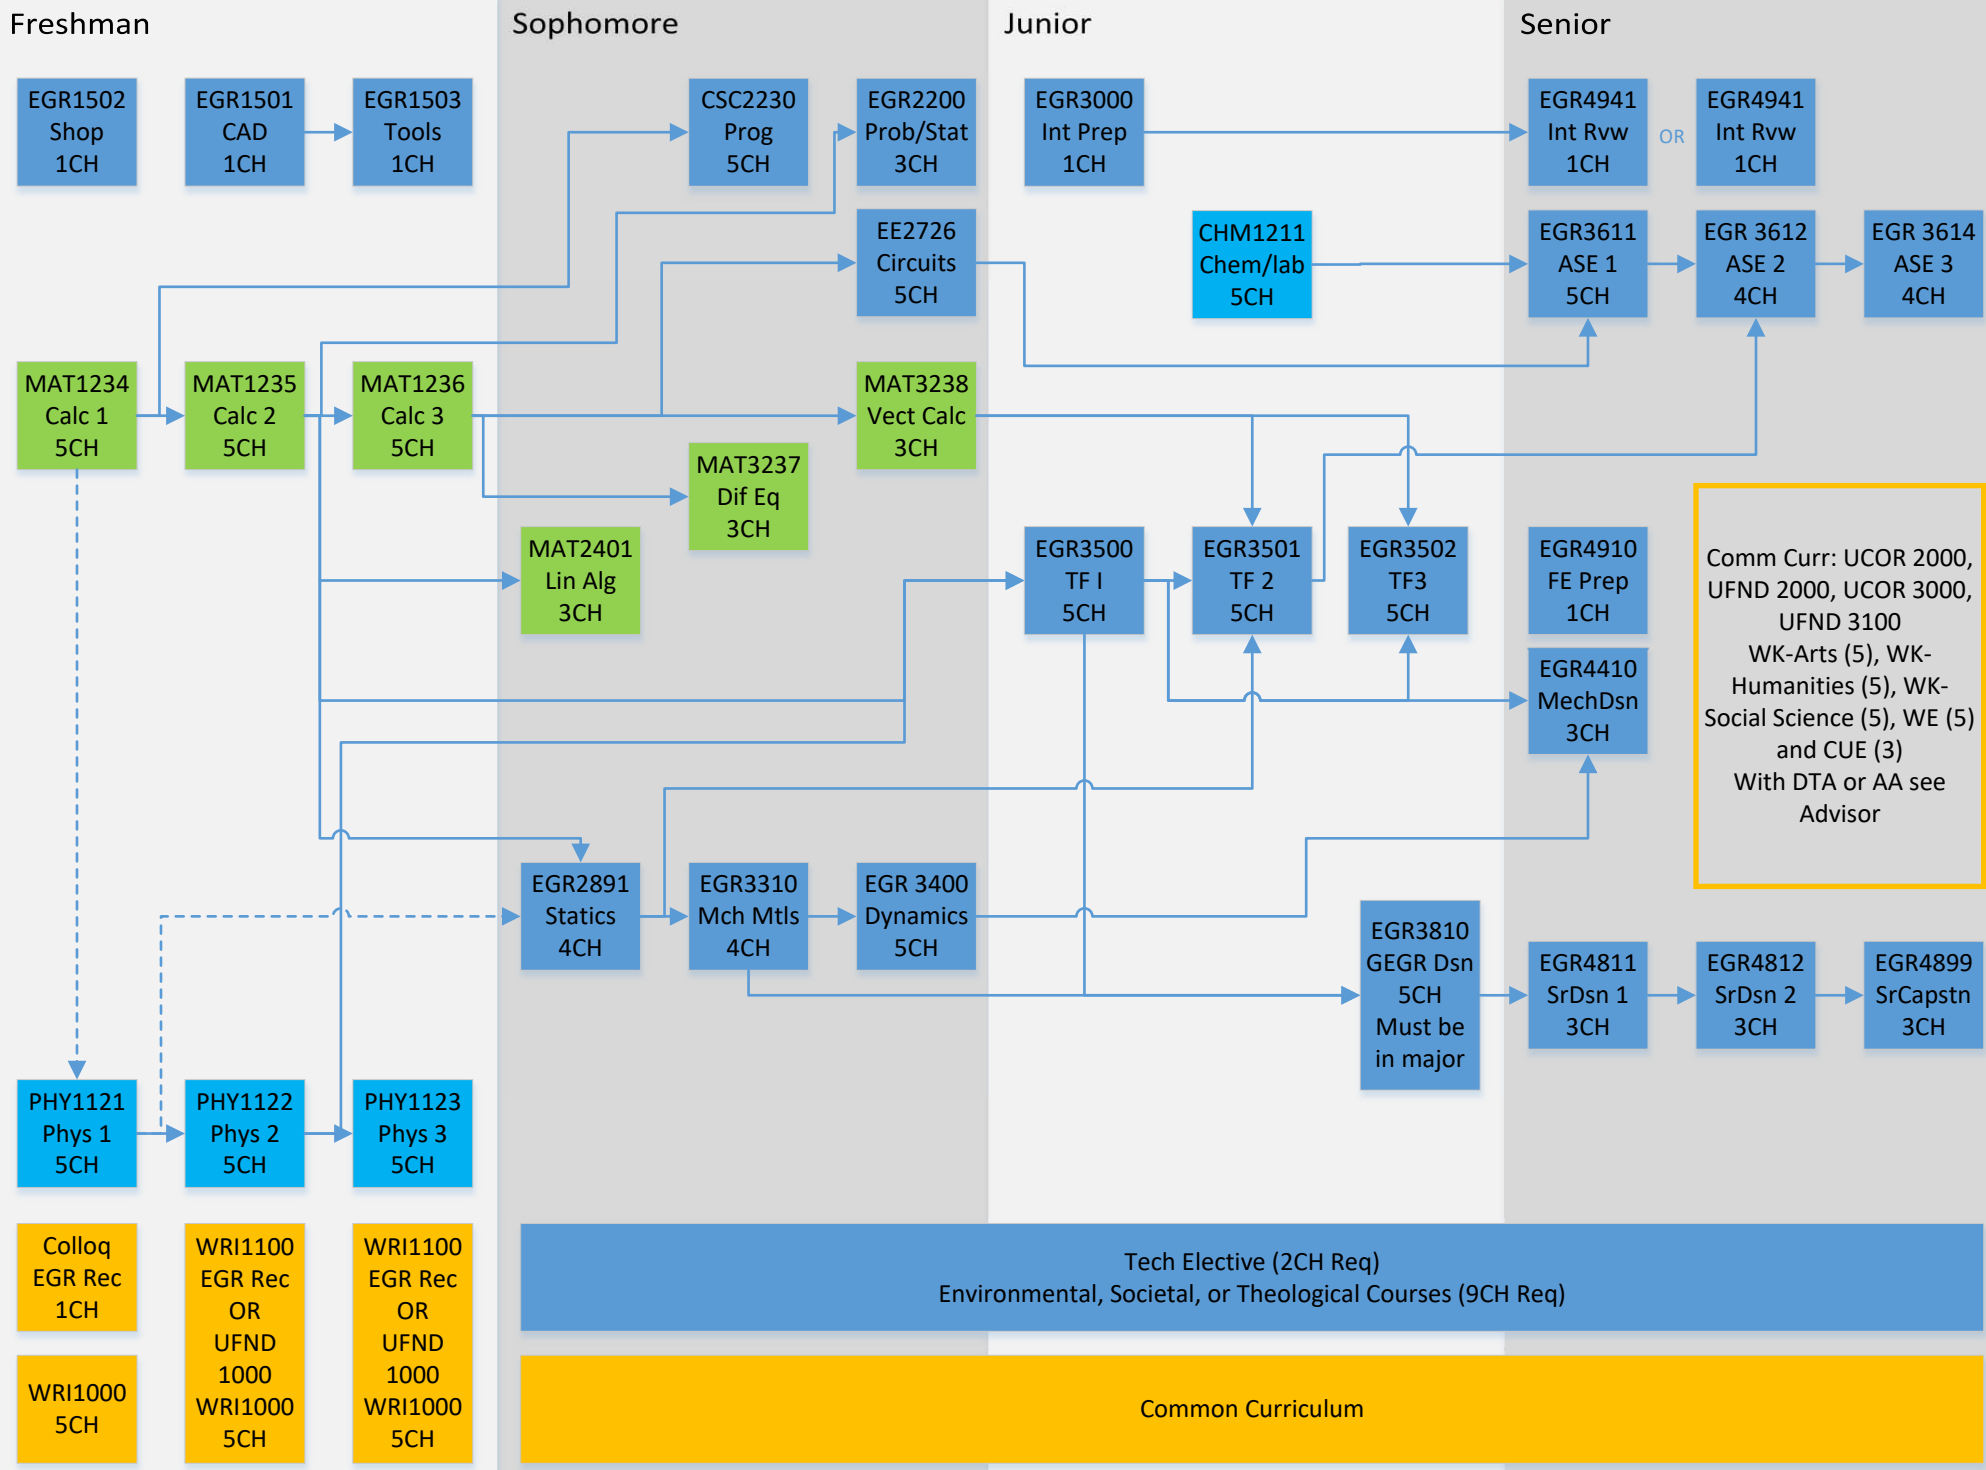 Freshman
Sophomore
Junior
Senior
EGR1502
Shop
1CH
EGR1501
CAD
1CH
EGR1503
Tools
1CH
CSC2230
Prog
5CH
EGR2200
Prob/Stat
3CH
EGR3000
Int Prep
1CH
EGR4941
Int Rvw
1CH
OR
EGR4941
Int Rvw
1CH
EE2726
Circuits
5CH
CHM1211
Chem/lab
5CH
EGR3611
ASE 1
5CH
EGR 3612
ASE 2
4CH
EGR 3614
ASE 3
4CH
MAT1234
Calc 1
5CH
MAT1235
Calc 2
5CH
MAT1236
Calc 3
5CH
MAT3238
Vect Calc
3CH
MAT3237
Dif Eq
3CH
MAT2401
Lin Alg
3CH
EGR3500
TF I
5CH
EGR3501
TF 2
5CH
EGR3502
TF3
5CH
EGR4910
FE Prep
1CH
EGR4410
MechDsn
3CH
Comm Curr: UCOR 2000,
UFND 2000, UCOR 3000,
UFND 3100
WK-Arts (5), WK-
Humanities (5), WK-
Social Science (5), WE (5)
and CUE (3)
With DTA or AA see
Advisor
EGR2891
Statics
4CH
EGR3310
Mch Mtls
4CH
EGR 3400
Dynamics
5CH
EGR3810
GEGR Dsn
5CH
Must be
in major
EGR4811
SrDsn 1
3CH
EGR4812
SrDsn 2
3CH
EGR4899
SrCapstn
3CH
PHY1121
Phys 1
5CH
PHY1122
Phys 2
5CH
PHY1123
Phys 3
5CH
Colloq
EGR Rec
1CH
WRI1000
5CH
WRI1100
EGR Rec
OR
UFND
1000
WRI1000
5CH
WRI1100
EGR Rec
OR
UFND
1000
WRI1000
5CH
Tech Elective (2CH Req)
Environmental, Societal, or Theological Courses (9CH Req)
Common Curriculum